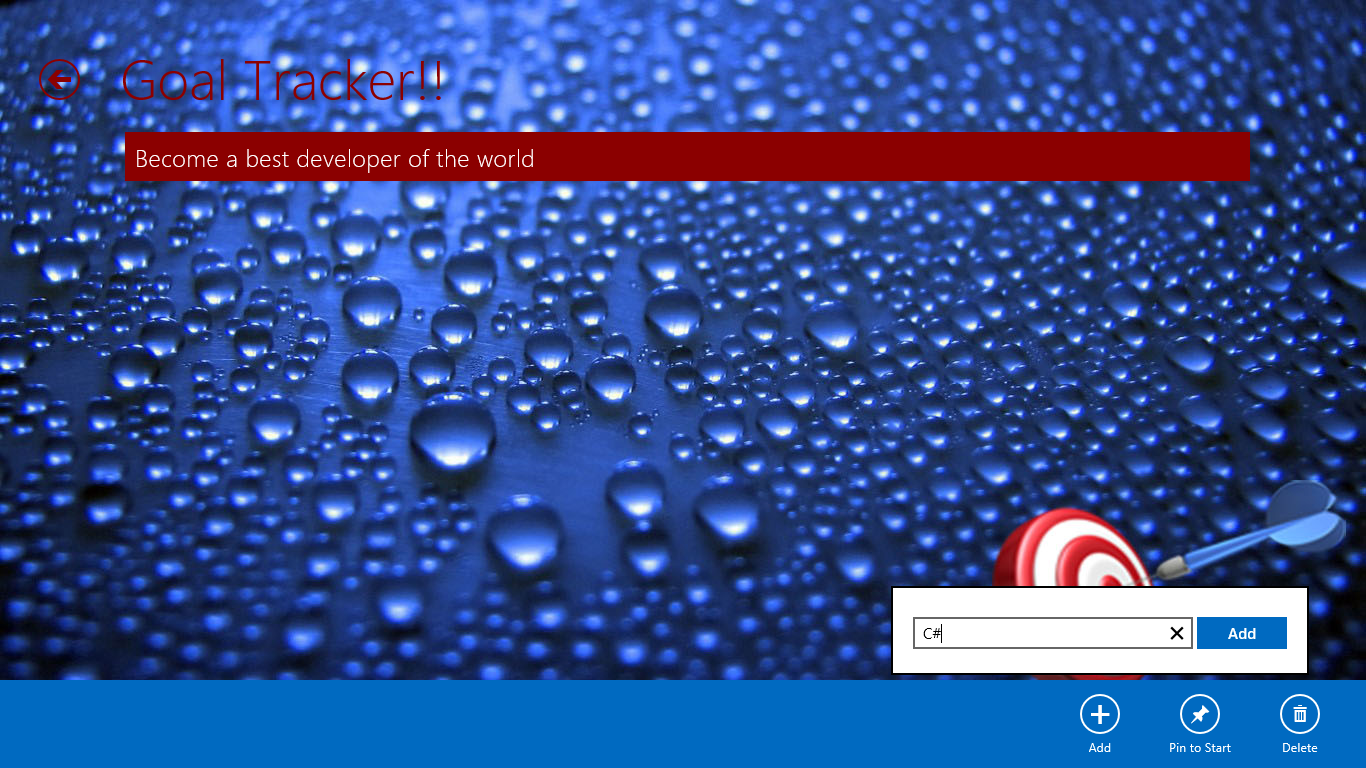 Goal Tracker!!
Become a best developer of the world
C#
Add
Add
Pin to Start
Delete